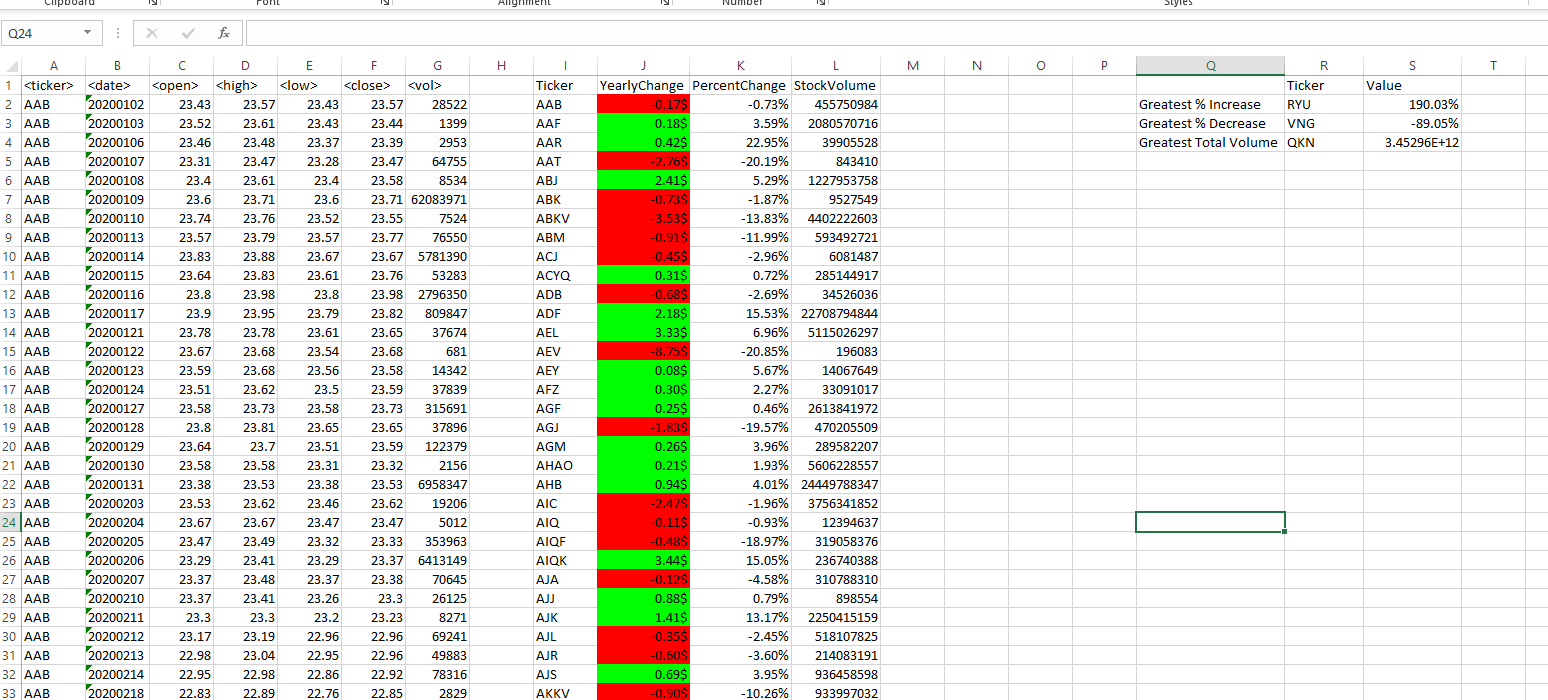 Clipboard Font Alignment Number Styles
Q24 fx
A B C D E F G H I J K L M N O P Q R S T
1 <ticker> <date> <open> <high> <low> <close> <vol> Ticker YearlyChange PercentChange StockVolume Ticker Value
2 AAB 20200102 23.43 23.57 23.43 23.57 28522 AAB -0.17$ -0.73% 455750984 Greatest % Increase RYU 190.03%
3 AAB 20200103 23.52 23.61 23.43 23.44 1399 AAF 0.18$ 3.59% 2080570716 Greatest % Decrease VNG -89.05%
4 AAB 20200106 23.46 23.48 23.37 23.39 2953 AAR 0.42$ 22.95% 39905528 Greatest Total Volume QKN 3.45296E+12
5 AAB 20200107 23.31 23.47 23.28 23.47 64755 AAT -2.76$ -20.19% 843410
6 AAB 20200108 23.4 23.61 23.4 23.58 8534 ABJ 2.41$ 5.29% 1227953758
7 AAB 20200109 23.6 23.71 23.6 23.71 62083971 ABK -0.73$ -1.87% 9527549
8 AAB 20200110 23.74 23.76 23.52 23.55 7524 ABKV -3.53$ -13.83% 4402222603
9 AAB 20200113 23.57 23.79 23.57 23.77 76550 ABM -0.91$ -11.99% 593492721
10 AAB 20200114 23.83 23.88 23.67 23.67 5781390 ACJ -0.45$ -2.96% 6081487
11 AAB 20200115 23.64 23.83 23.61 23.76 53283 ACYQ 0.31$ 0.72% 285144917
12 AAB 20200116 23.8 23.98 23.8 23.98 2796350 ADB -0.68$ -2.69% 34526036
13 AAB 20200117 23.9 23.95 23.79 23.82 809847 ADF 2.18$ 15.53% 22708794844
14 AAB 20200121 23.78 23.78 23.61 23.65 37674 AEL 3.33$ 6.96% 5115026297
15 AAB 20200122 23.67 23.68 23.54 23.68 681 AEV -8.75$ -20.85% 196083
16 AAB 20200123 23.59 23.68 23.56 23.58 14342 AEY 0.08$ 5.67% 14067649
17 AAB 20200124 23.51 23.62 23.5 23.59 37839 AFZ 0.30$ 2.27% 33091017
18 AAB 20200127 23.58 23.73 23.58 23.73 315691 AGF 0.25$ 0.46% 2613841972
19 AAB 20200128 23.8 23.81 23.65 23.65 37896 AGJ -1.83$ -19.57% 470205509
20 AAB 20200129 23.64 23.7 23.51 23.59 122379 AGM 0.26$ 3.96% 289582207
21 AAB 20200130 23.58 23.58 23.31 23.32 2156 AHAO 0.21$ 1.93% 5606228557
22 AAB 20200131 23.38 23.53 23.38 23.53 6958347 AHB 0.94$ 4.01% 24449788347
23 AAB 20200203 23.53 23.62 23.46 23.62 19206 AIC -2.47$ -1.96% 3756341852
24 AAB 20200204 23.67 23.67 23.47 23.47 5012 AIQ -0.11$ -0.93% 12394637
25 AAB 20200205 23.47 23.49 23.32 23.33 353963 AIQF -0.48$ -18.97% 319058376
26 AAB 20200206 23.29 23.41 23.29 23.37 6413149 AIQK 3.44$ 15.05% 236740388
27 AAB 20200207 23.37 23.48 23.37 23.38 70645 AJA -0.12$ -4.58% 310788310
28 AAB 20200210 23.37 23.41 23.26 23.3 26125 AJJ 0.88$ 0.79% 898554
29 AAB 20200211 23.3 23.3 23.2 23.23 8271 AJK 1.41$ 13.17% 2250415159
30 AAB 20200212 23.17 23.19 22.96 22.96 69241 AJL -0.35$ -2.45% 518107825
31 AAB 20200213 22.98 23.04 22.95 22.96 49883 AJR -0.60$ -3.60% 214083191
32 AAB 20200214 22.95 22.98 22.86 22.92 78316 AJS 0.69$ 3.95% 936458598
33 AAB 20200218 22.83 22.89 22.76 22.85 2829 AKKV -0.90$ -10.26% 933997032